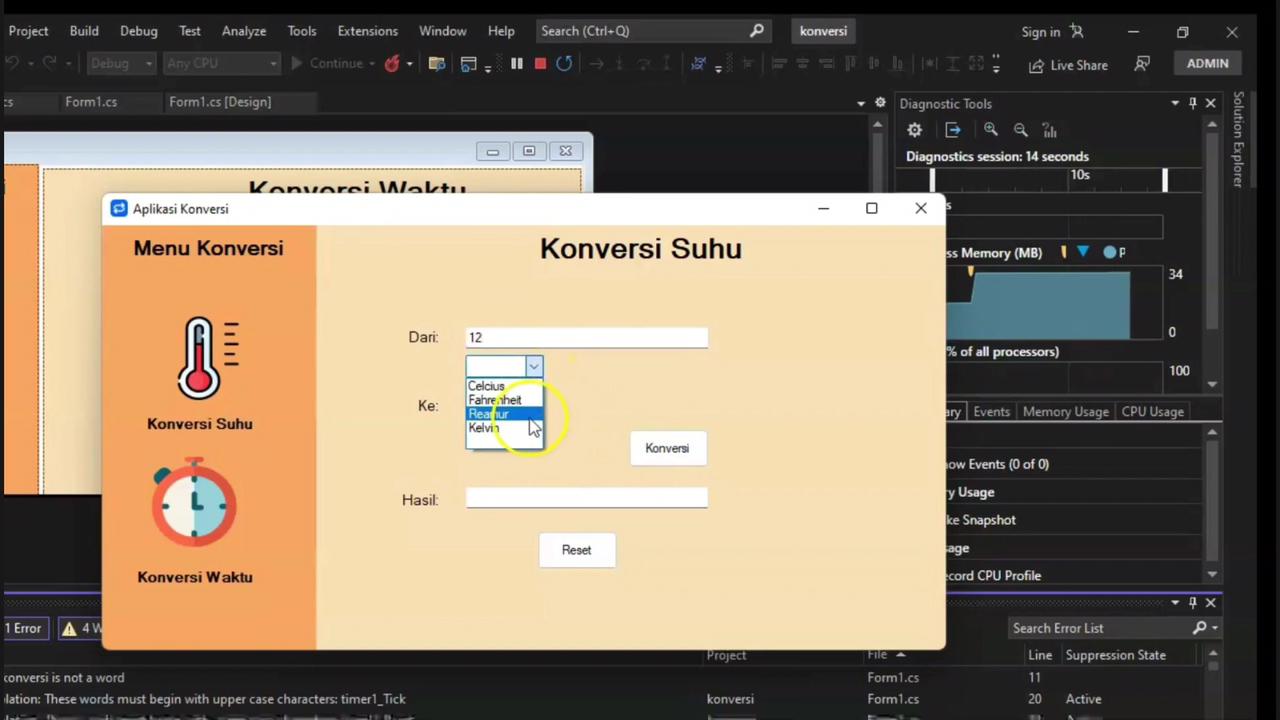 Project Build Debug Test Analyze Tools Extensions Window Help Search (Ctrl+Q) konversi Sign in
Debug Any CPU Continue Live Share ADMIN
cs Form1.cs Form1.cs [Design]
Diagnostic Tools
Solution Explorer
Diagnostics session: 14 seconds
10s
Konversi Waktu
Aplikasi Konversi
Menu Konversi
Konversi Suhu
Konversi Waktu
Konversi Suhu
Dari: 12
Celcius
Fahrenheit
Reamur
Kelvin
Ke:
Konversi
Hasil:
Reset
ss Memory (MB) P
34
0
% of all processors)
100
ary Events Memory Usage CPU Usage
how Events (0 of 0)
ry Usage
ke Snapshot
sage
ecord CPU Profile
1 Error 4 W
Search Error List
Project File Line Suppression State
konversi is not a word Form1.cs 11
olation: These words must begin with upper case characters: timer1_Tick konversi Form1.cs 20 Active